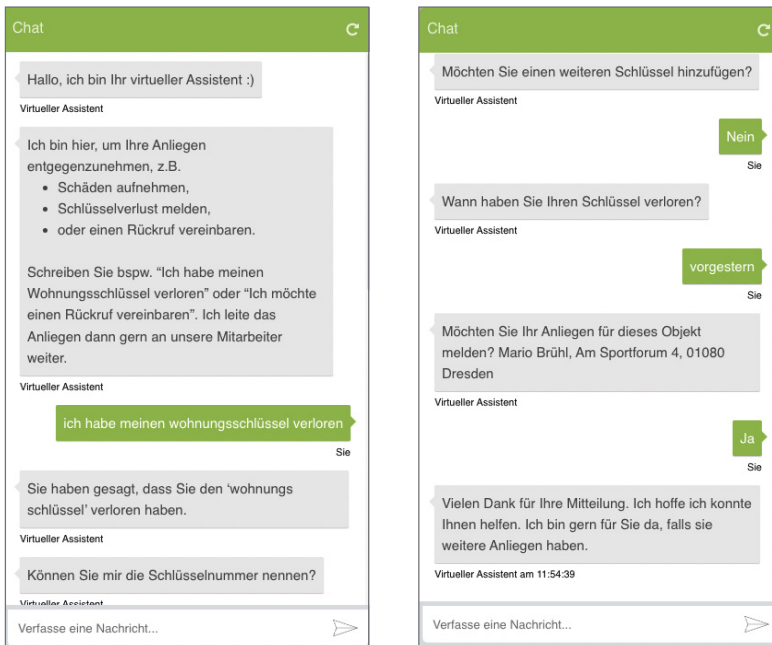 Chat
Hallo, ich bin Ihr virtueller Assistent :)
Virtueller Assistent
Ich bin hier, um Ihre Anliegen
entgegenzunehmen, z.B.
• Schäden aufnehmen,
• Schlüsselverlust melden,
• oder einen Rückruf vereinbaren.
Schreiben Sie bspw. “Ich habe meinen
Wohnungsschlüssel verloren” oder “Ich möchte
einen Rückruf vereinbaren”. Ich leite das
Anliegen dann gern an unsere Mitarbeiter
weiter.
Virtueller Assistent
ich habe meinen wohnungsschlüssel verloren
Sie
Sie haben gesagt, dass Sie den ‘wohnungs
schlüssel’ verloren haben.
Virtueller Assistent
Können Sie mir die Schlüsselnummer nennen?
Virtueller Assistent
Verfasse eine Nachricht...
Chat
Möchten Sie einen weiteren Schlüssel hinzufügen?
Virtueller Assistent
Nein
Sie
Wann haben Sie Ihren Schlüssel verloren?
Virtueller Assistent
vorgestern
Sie
Möchten Sie Ihr Anliegen für dieses Objekt
melden? Mario Brühl, Am Sportforum 4, 01080
Dresden
Virtueller Assistent
Ja
Sie
Vielen Dank für Ihre Mitteilung. Ich hoffe ich konnte
Ihnen helfen. Ich bin gern für Sie da, falls sie
weitere Anliegen haben.
Virtueller Assistent am 11:54:39
Verfasse eine Nachricht...